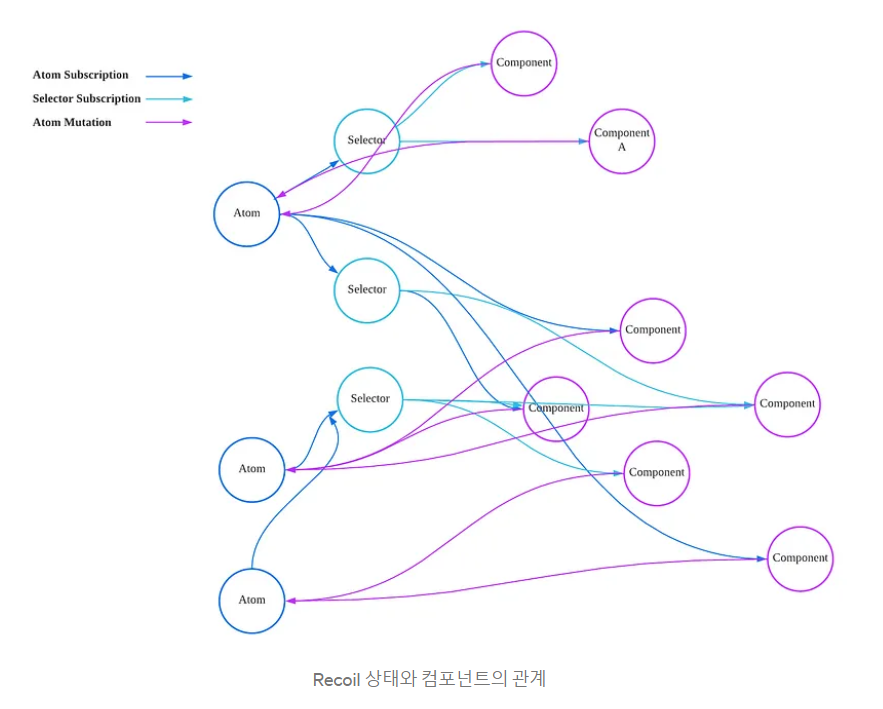 Atom Subscription
Selector Subscription
Atom Mutation
Component
Selector
Component
A
Atom
Selector
Component
Selector
Component
Component
Atom
Component
Component
Atom
Recoil 상태와 컴포넌트의 관계